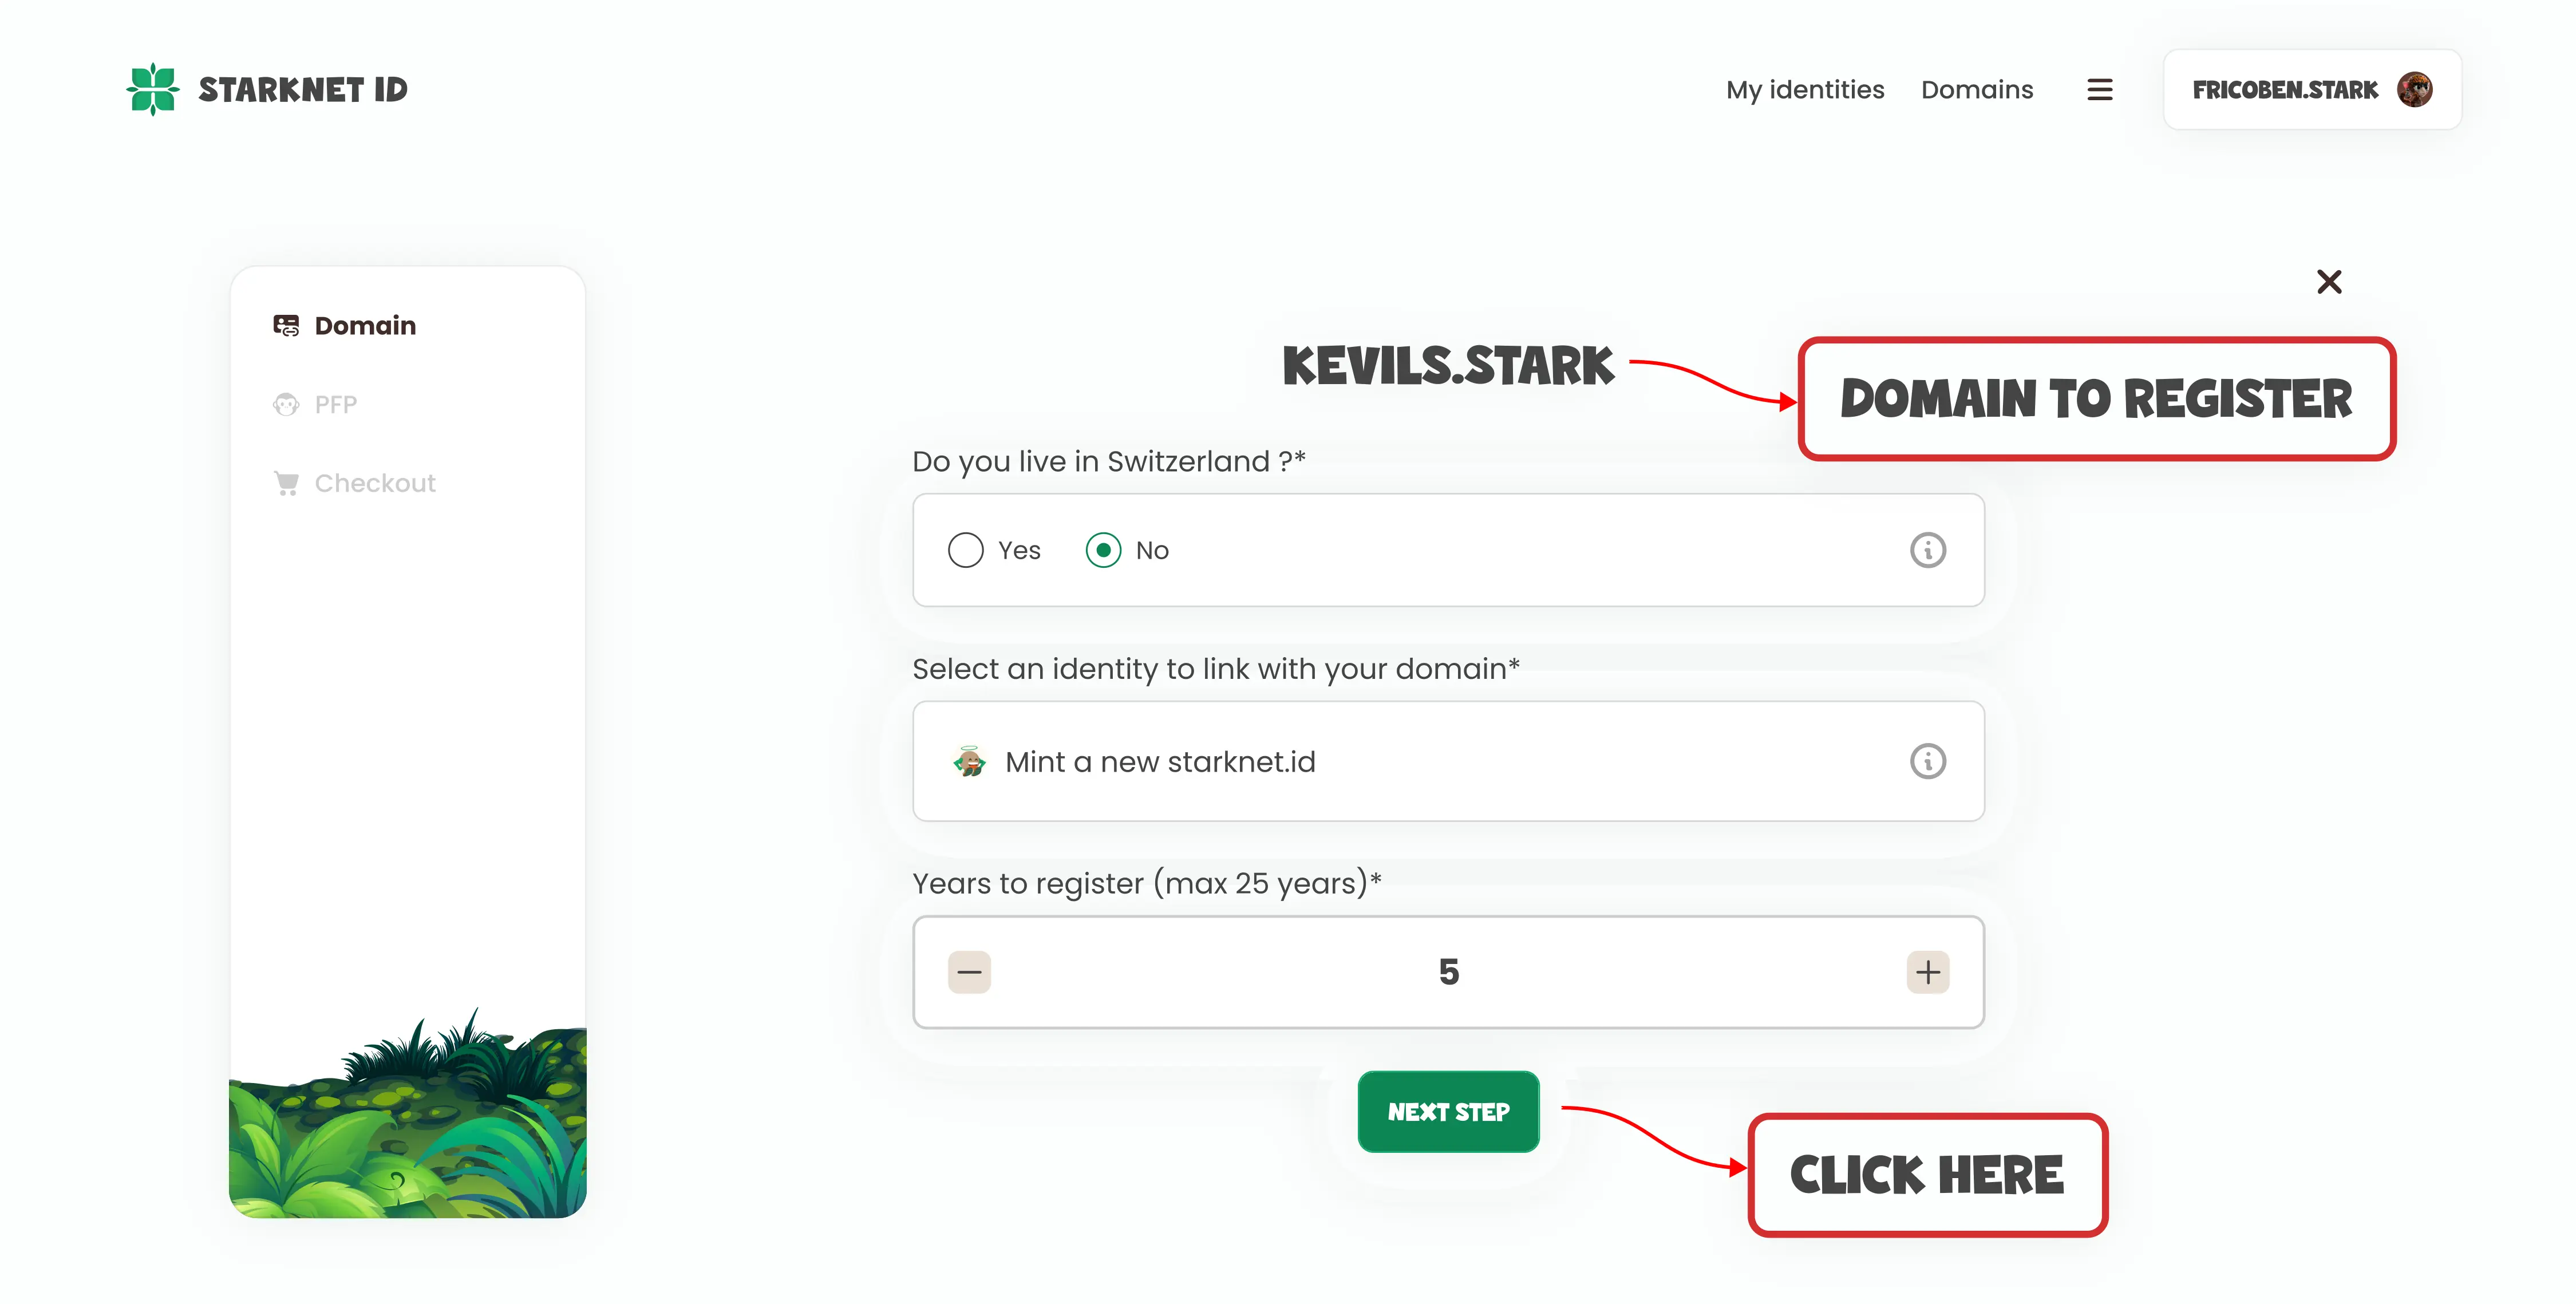 STARKNET ID
My identities
Domains
FRICOBEN.STARK
Domain
PFP
Checkout
KEVILS.STARK
DOMAIN TO REGISTER
Do you live in Switzerland ?*
Yes
No
Select an identity to link with your domain*
Mint a new starknet.id
Years to register (max 25 years)*
5
NEXT STEP
CLICK HERE